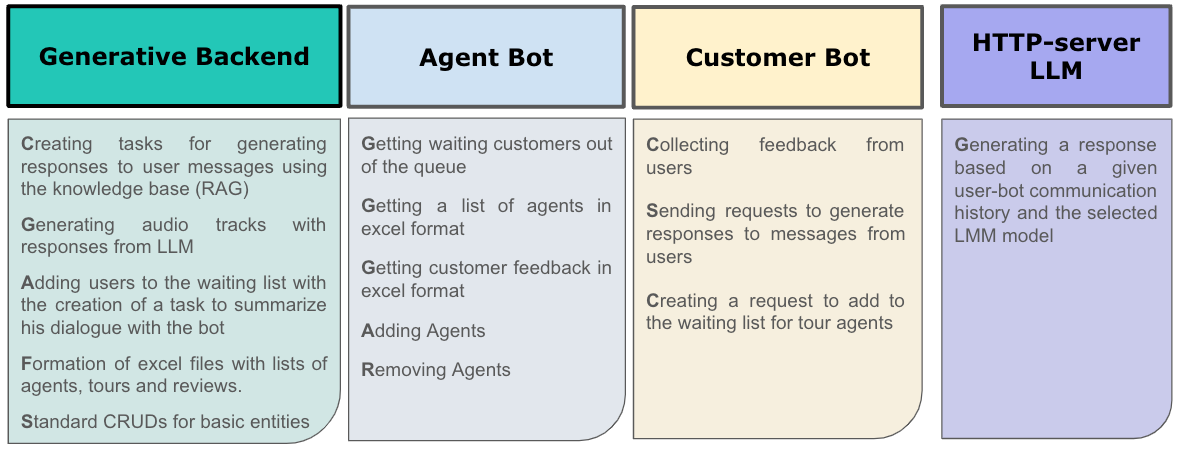 Generative Backend
Creating tasks for generating
responses to user messages using
the knowledge base (RAG)
Generating audio tracks with
responses from LLM
Adding users to the waiting list with
the creation of a task to summarize
his dialogue with the bot
Formation of excel files with lists of
agents, tours and reviews.
Standard CRUDs for basic entities
Agent Bot
Getting waiting customers out
of the queue
Getting a list of agents in
excel format
Getting customer feedback in
excel format
Adding Agents
Removing Agents
Customer Bot
Collecting feedback from
users
Sending requests to generate
responses to messages from
users
Creating a request to add to
the waiting list for tour agents
HTTP-server
LLM
Generating a response
based on a given
user-bot communication
history and the selected
LMM model